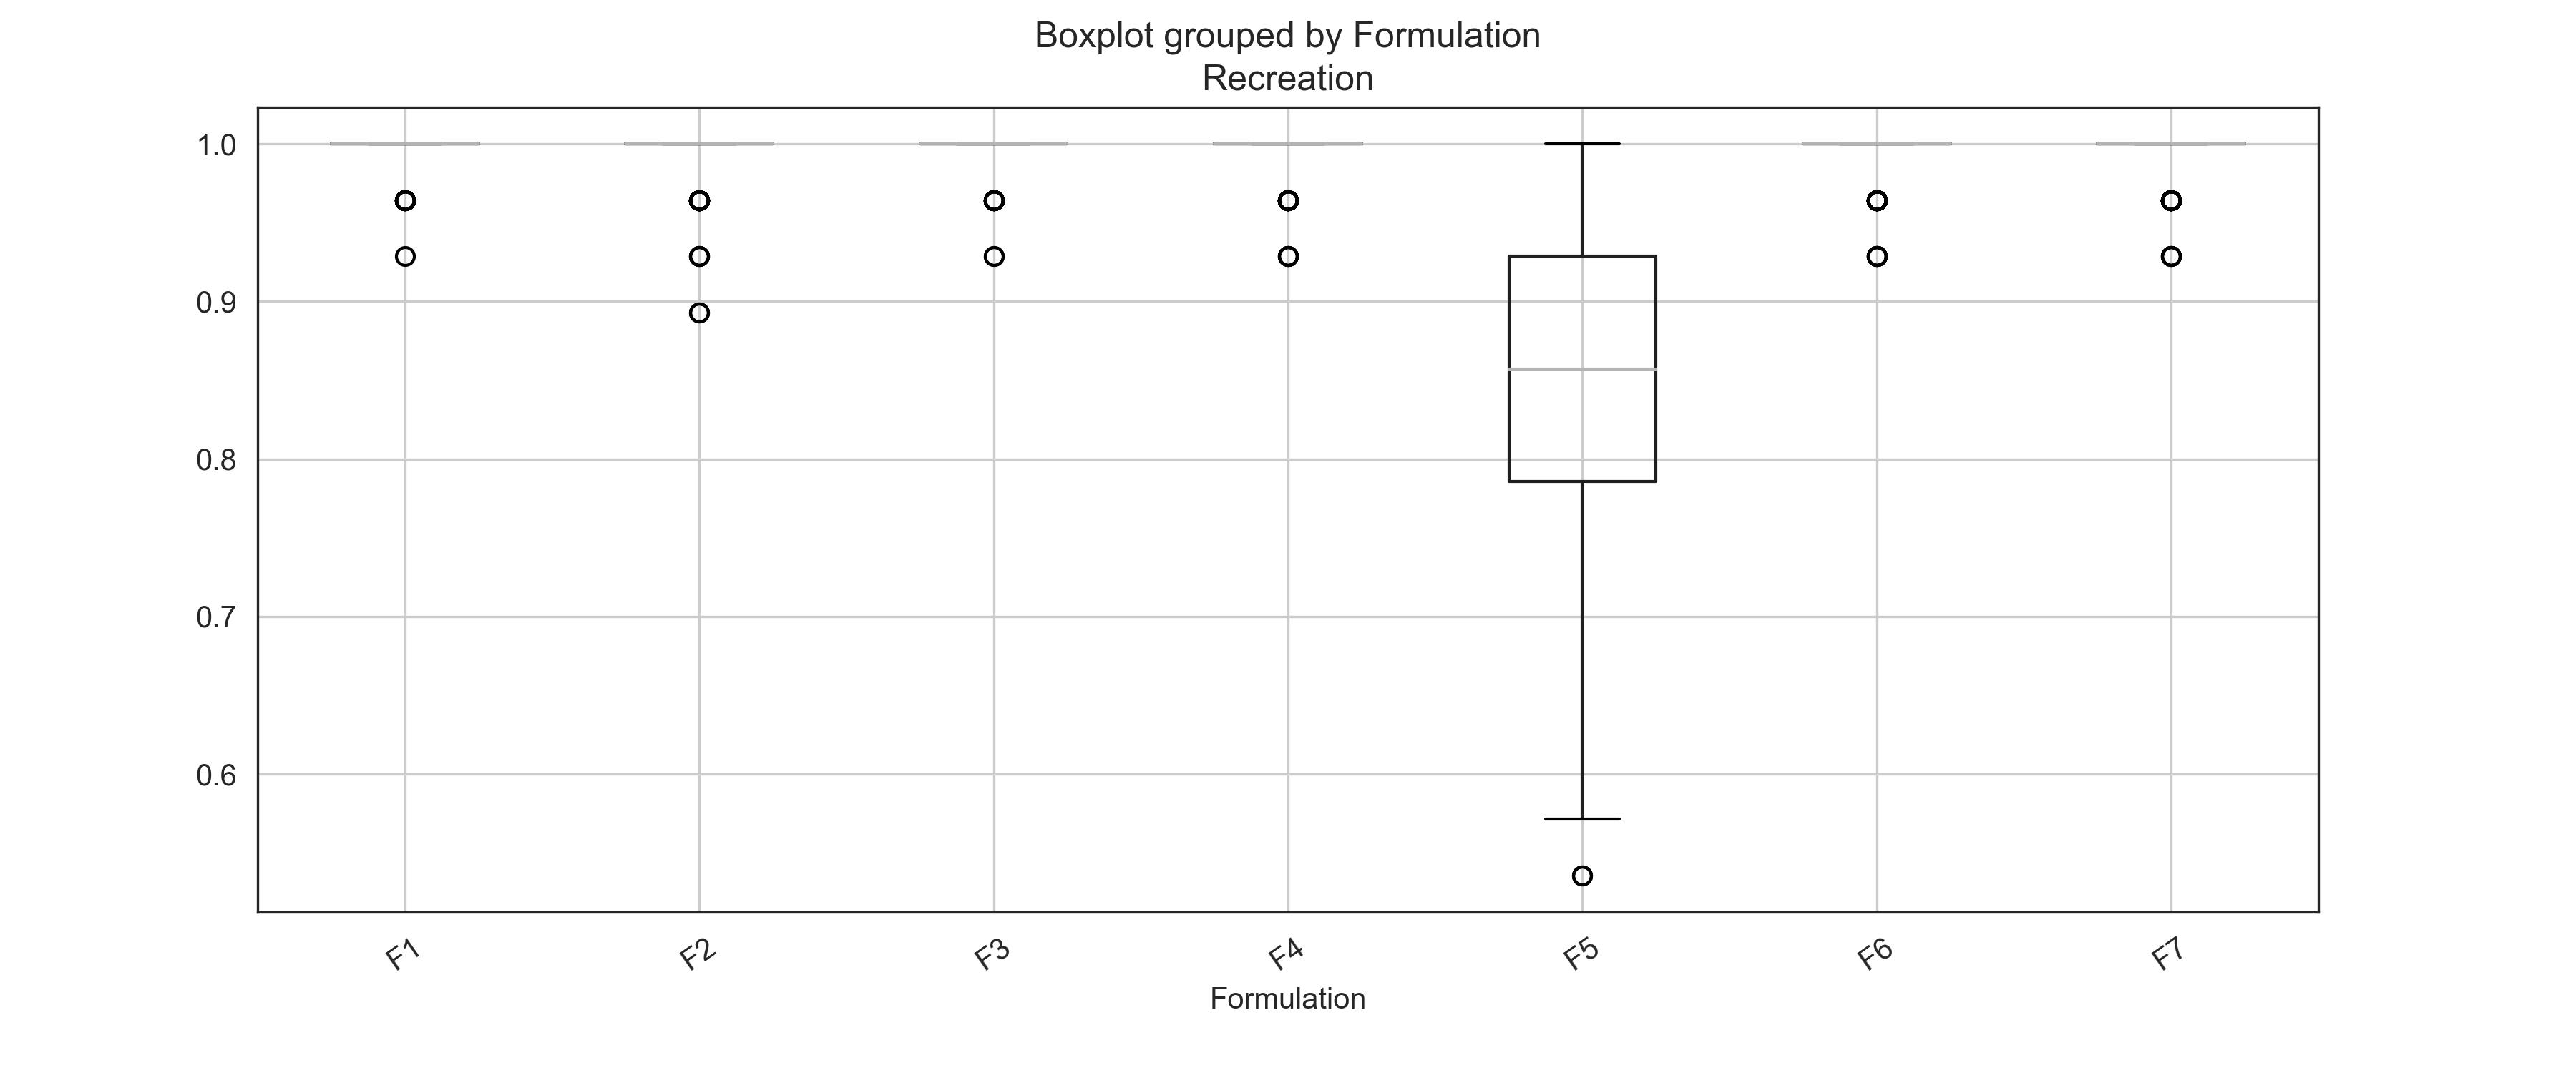 Boxplot grouped by Formulation
Recreation
1.0
0.9
0.8
0.7
0.6
F1 F2 F3 F4 F5 F6 F7
Formulation